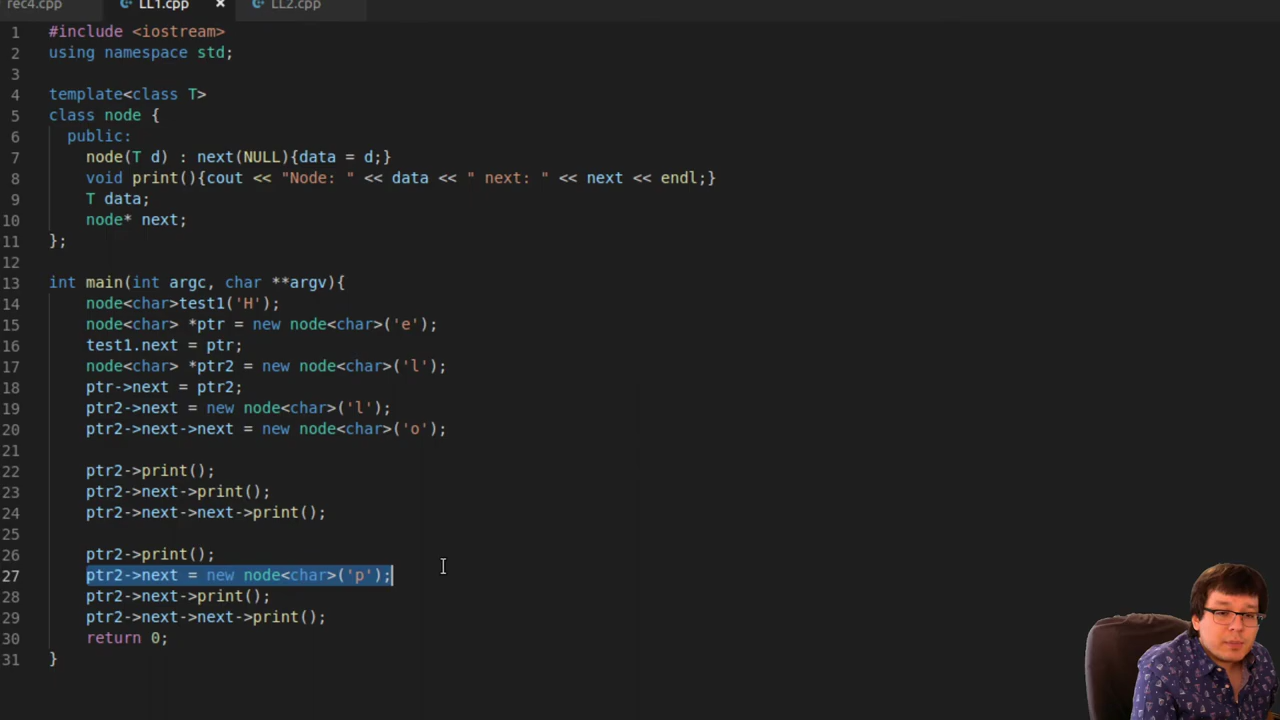 rec4.cpp LL1.cpp × LL2.cpp
1 #include <iostream>
2 using namespace std;
3
4 template<class T>
5 class node {
6 public:
7 node(T d) : next(NULL){data = d;}
8 void print(){cout << "Node: " << data << " next: " << next << endl;}
9 T data;
10 node* next;
11 };
12
13 int main(int argc, char **argv){
14 node<char>test1('H');
15 node<char> *ptr = new node<char>('e');
16 test1.next = ptr;
17 node<char> *ptr2 = new node<char>('l');
18 ptr->next = ptr2;
19 ptr2->next = new node<char>('l');
20 ptr2->next->next = new node<char>('o');
21
22 ptr2->print();
23 ptr2->next->print();
24 ptr2->next->next->print();
25
26 ptr2->print();
27 ptr2->next = new node<char>('p');
28 ptr2->next->print();
29 ptr2->next->next->print();
30 return 0;
31 }